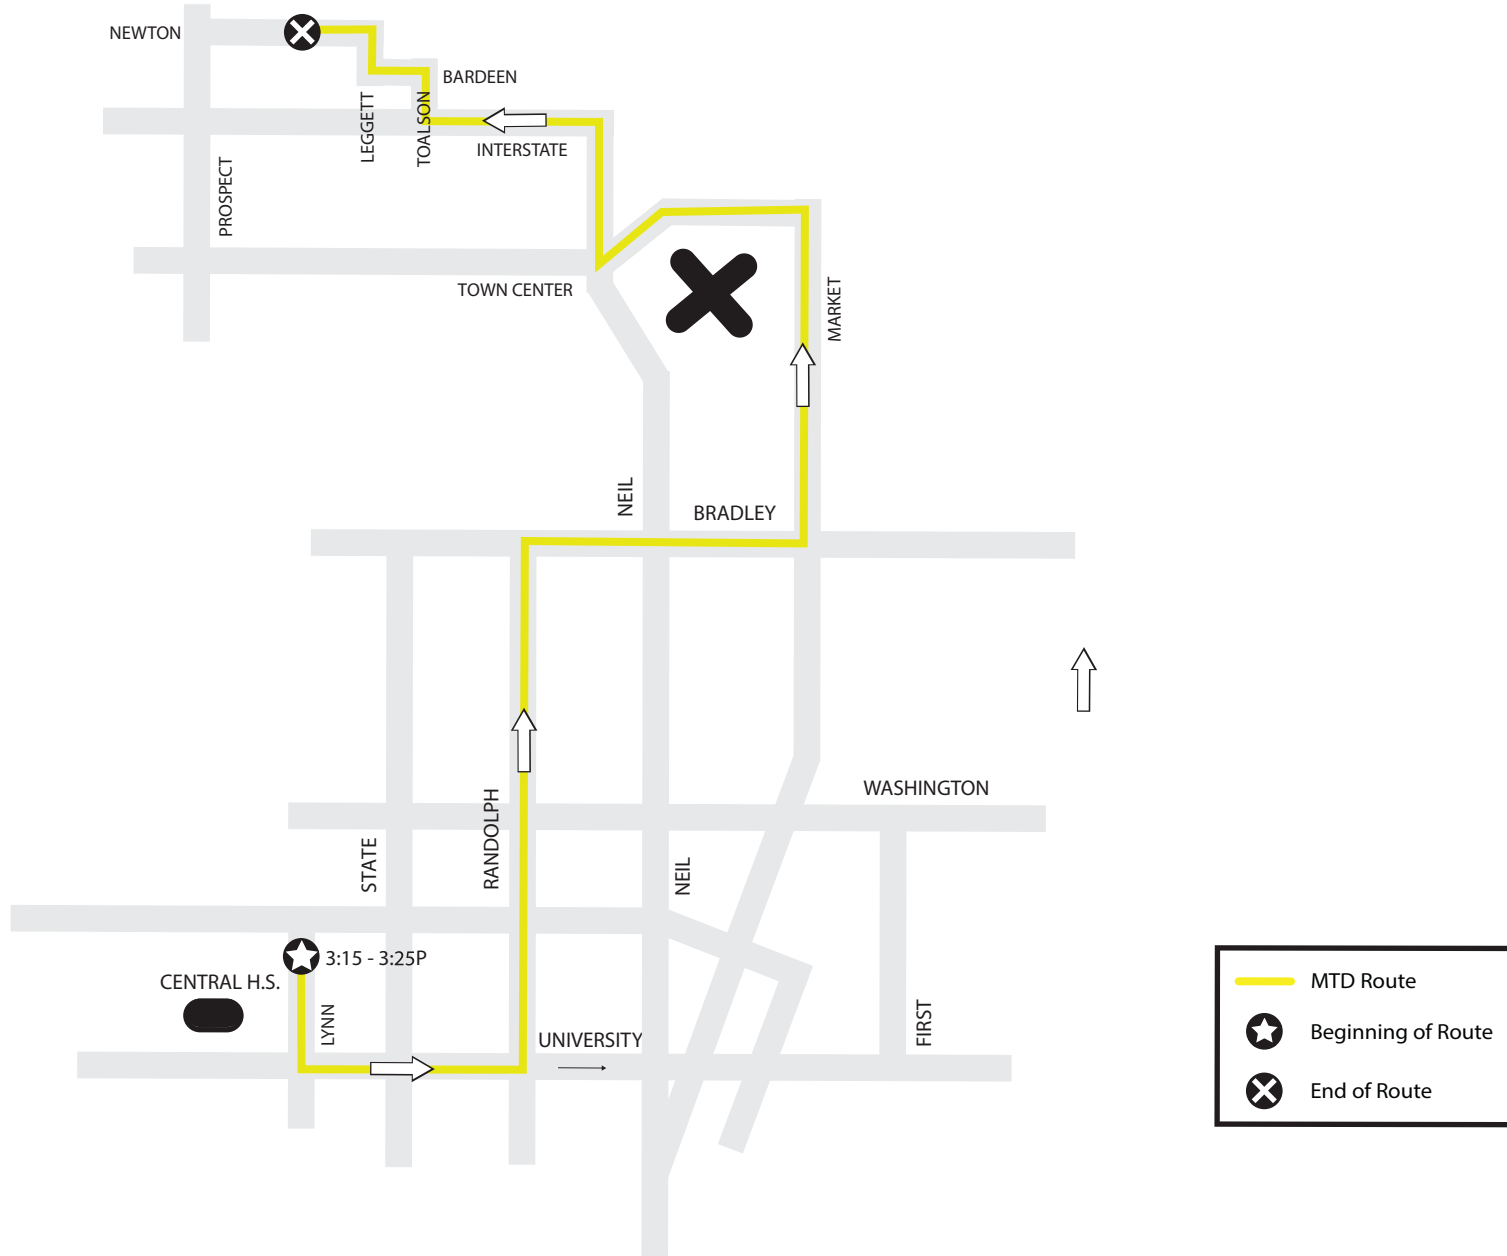 NEWTON
BARDEEN
LEGGETT
TOALSON
INTERSTATE
PROSPECT
TOWN CENTER
MARKET
NEIL
BRADLEY
WASHINGTON
RANDOLPH
STATE
NEIL
3:15 - 3:25P
CENTRAL H.S.
LYNN
UNIVERSITY
FIRST
MTD Route
Beginning of Route
End of Route